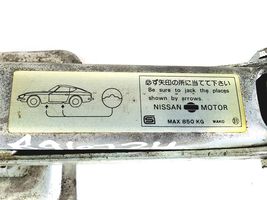 必ず矢印の所に当てて下さい
Be sure to jack the places
shown by arrows.
NISSAN MOTOR
MAX 850 KG WAKO